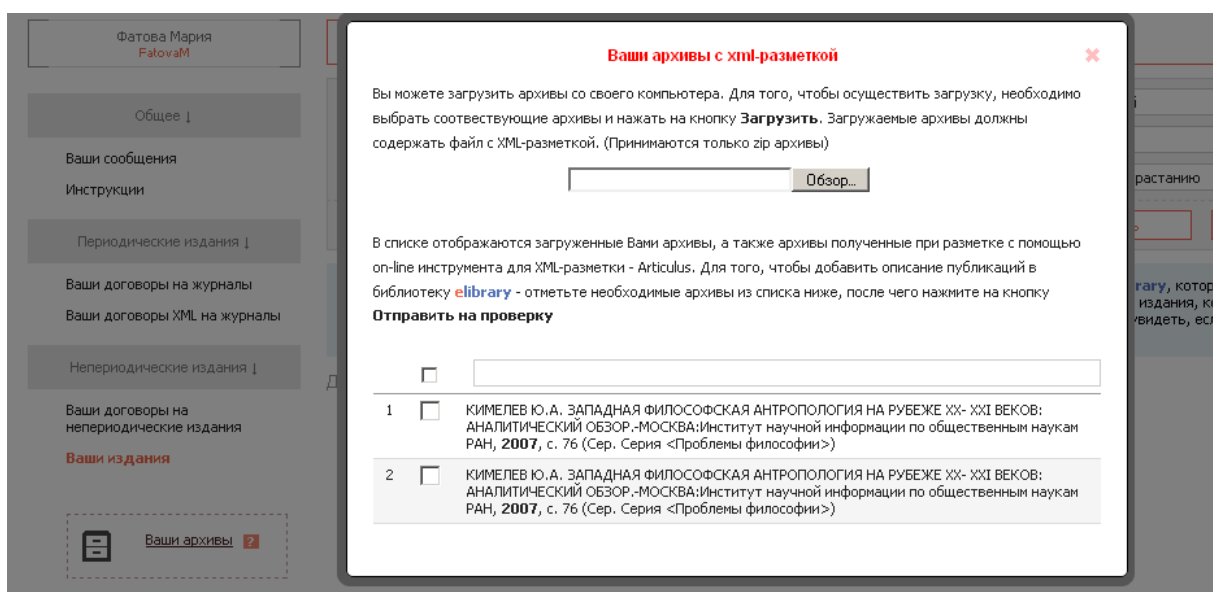 Фатова Мария
FatovaM
Общее ↓
Ваши сообщения
Инструкции
Периодические издания ↓
Ваши договоры на журналы
Ваши договоры XML на журналы
Непериодические издания ↓
Ваши договоры на
непериодические издания
Ваши издания
Ваши архивы ?
Ваши архивы с xml-разметкой
Вы можете загрузить архивы со своего компьютера. Для того, чтобы осуществить загрузку, необходимо
выбрать соотвествующие архивы и нажать на кнопку Загрузить. Загружаемые архивы должны
содержать файл с XML-разметкой. (Принимаются только zip архивы)
Обзор...
В списке отображаются загруженные Вами архивы, а также архивы полученные при разметке с помощью
on-line инструмента для XML-разметки - Articulus. Для того, чтобы добавить описание публикаций в
библиотеку elibrary - отметьте необходимые архивы из списка ниже, после чего нажмите на кнопку
Отправить на проверку
1 КИМЕЛЕВ Ю.А. ЗАПАДНАЯ ФИЛОСОФСКАЯ АНТРОПОЛОГИЯ НА РУБЕЖЕ XX- XXI ВЕКОВ:
АНАЛИТИЧЕСКИЙ ОБЗОР.-МОСКВА:Институт научной информации по общественным наукам
РАН, 2007, с. 76 (Сер. Серия <Проблемы философии>)
2 КИМЕЛЕВ Ю.А. ЗАПАДНАЯ ФИЛОСОФСКАЯ АНТРОПОЛОГИЯ НА РУБЕЖЕ XX- XXI ВЕКОВ:
АНАЛИТИЧЕСКИЙ ОБЗОР.-МОСКВА:Институт научной информации по общественным наукам
РАН, 2007, с. 76 (Сер. Серия <Проблемы философии>)
растанию
rary, котор
издания, к
видеть, ес